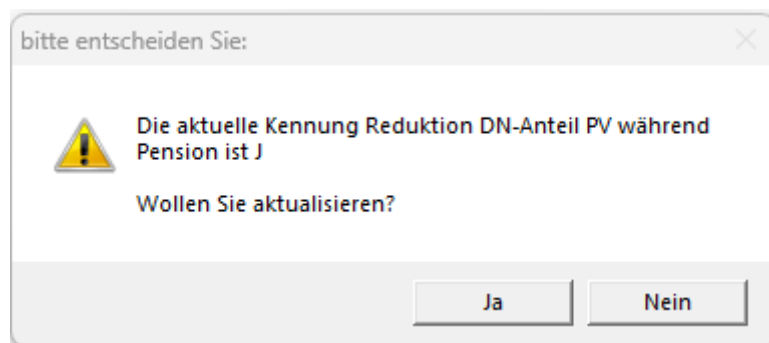 bitte entscheiden Sie:
Die aktuelle Kennung Reduktion DN-Anteil PV während
Pension ist J
Wollen Sie aktualisieren?
Ja
Nein